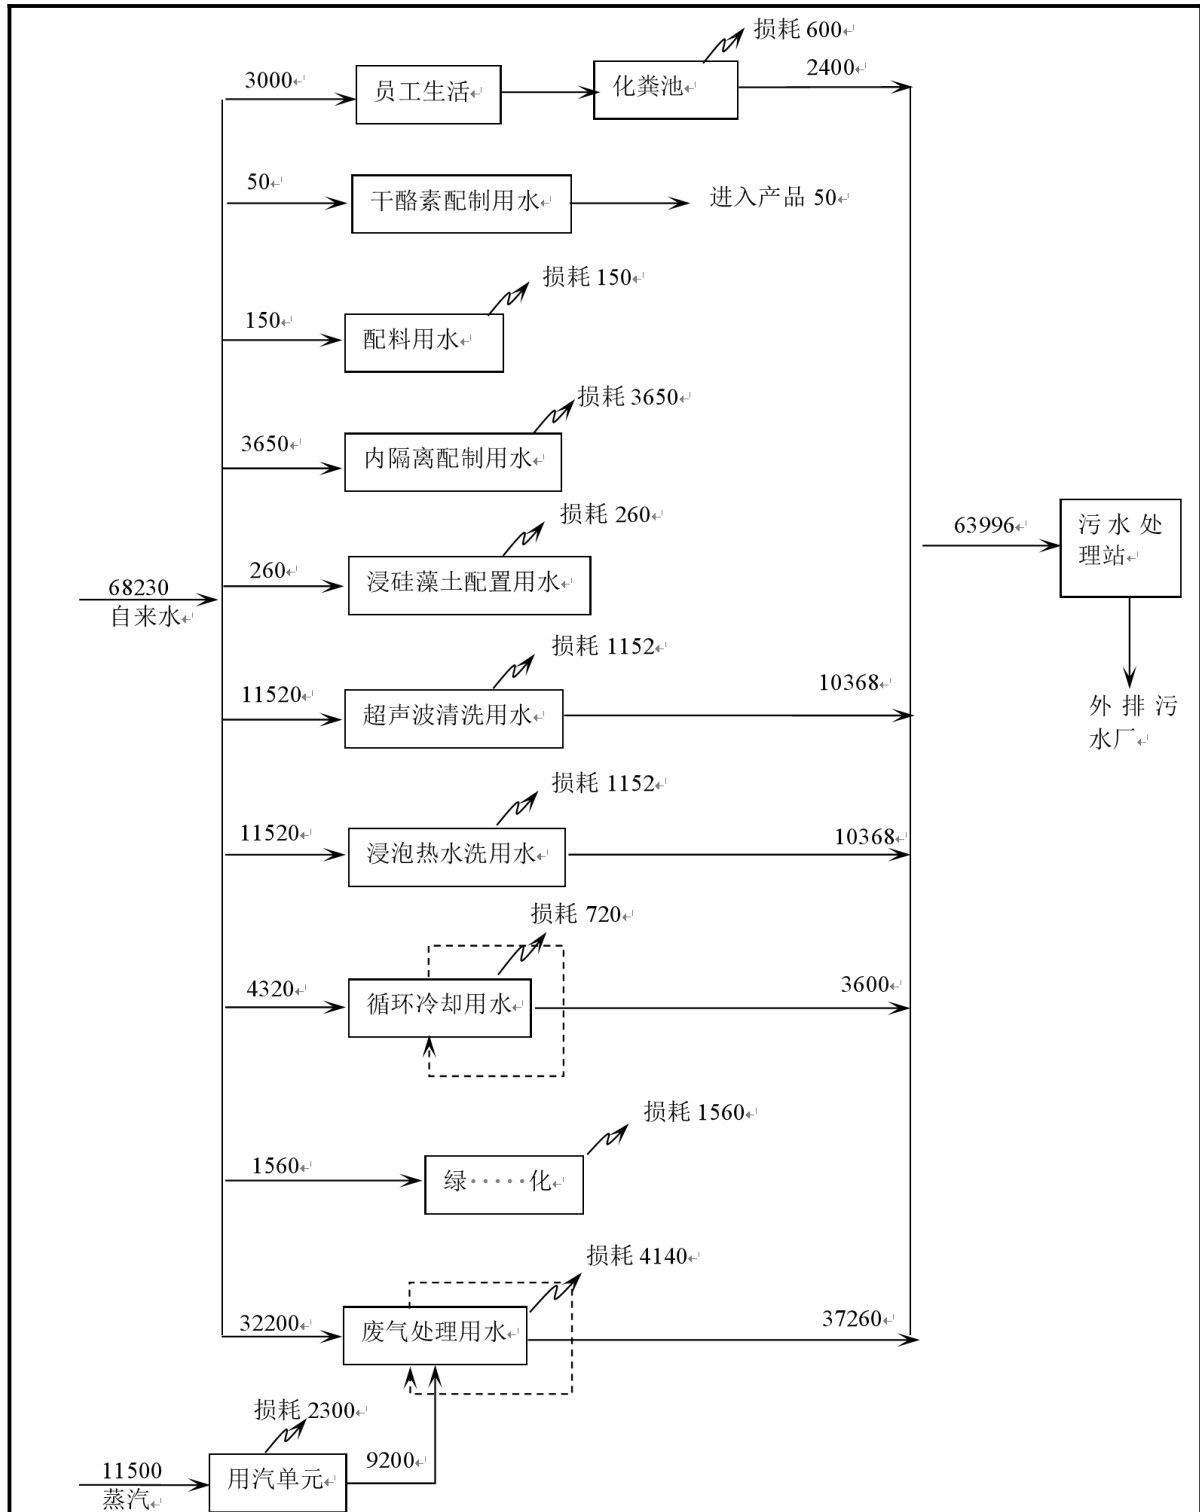 损耗 600
3000
员工生活
化粪池
2400
50
干酪素配制用水
进入产品 50
损耗 150
150
配料用水
损耗 3650
3650
内隔离配制用水
损耗 260
260
浸硅藻土配置用水
63996
污水处
理站
68230
自来水
损耗 1152
11520
超声波清洗用水
10368
外排污
水厂
损耗 1152
11520
浸泡热水洗用水
10368
损耗 720
4320
循环冷却用水
3600
损耗 1560
1560
绿·····化
损耗 4140
32200
废气处理用水
37260
损耗 2300
11500
蒸汽
用汽单元
9200